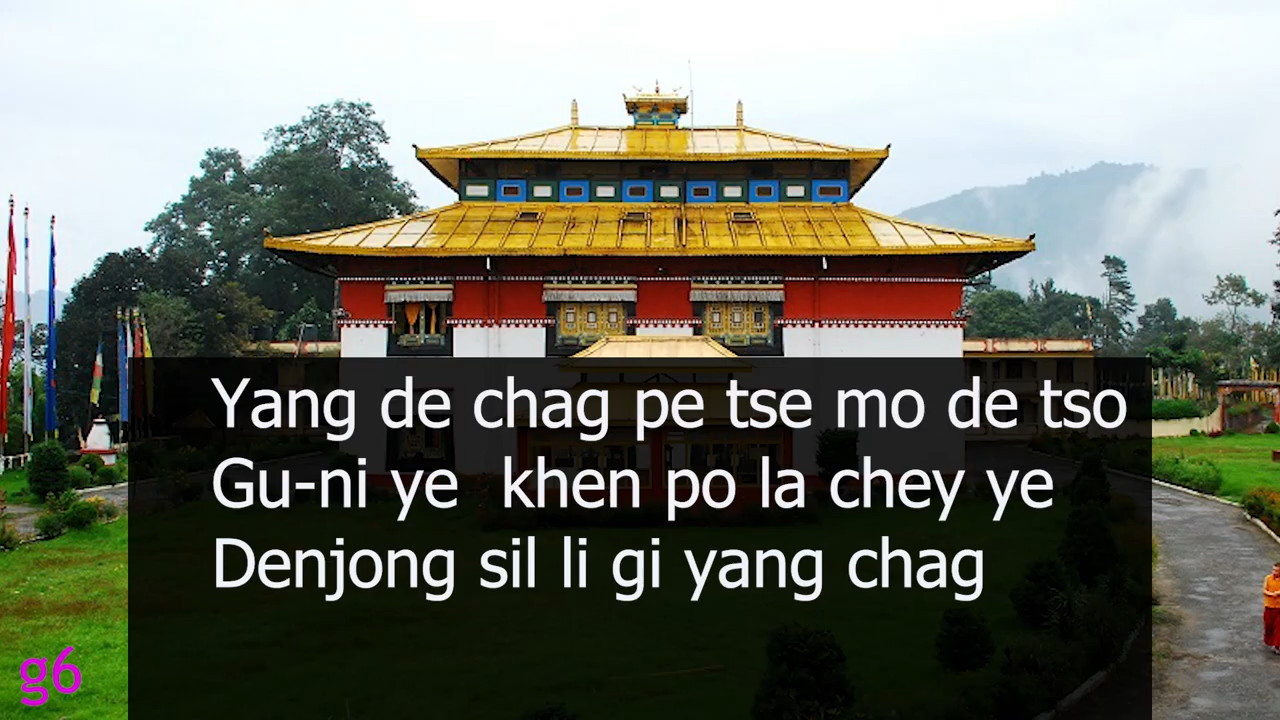 Yang de chag pe tse mo de tso
Gu-ni ye  khen po la chey ye
Denjong sil li gi yang chag
g6